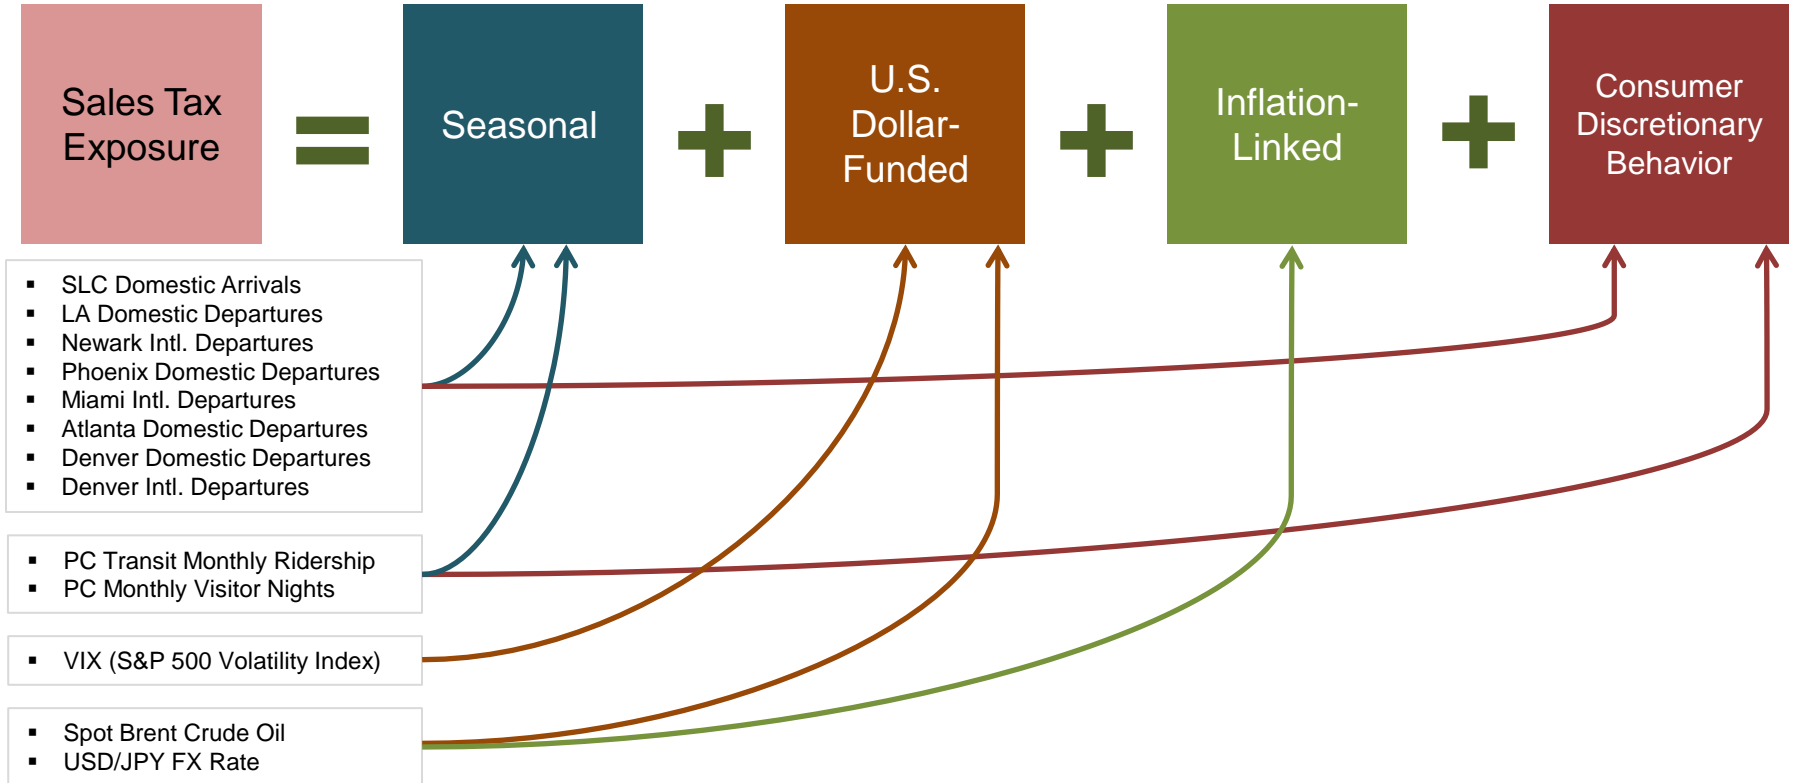 Sales Tax
Exposure
=
Seasonal
+
U.S.
Dollar-
Funded
+
Inflation-
Linked
+
Consumer
Discretionary
Behavior
▪ SLC Domestic Arrivals
▪ LA Domestic Departures
▪ Newark Intl. Departures
▪ Phoenix Domestic Departures
▪ Miami Intl. Departures
▪ Atlanta Domestic Departures
▪ Denver Domestic Departures
▪ Denver Intl. Departures
▪ PC Transit Monthly Ridership
▪ PC Monthly Visitor Nights
▪ VIX (S&P 500 Volatility Index)
▪ Spot Brent Crude Oil
▪ USD/JPY FX Rate